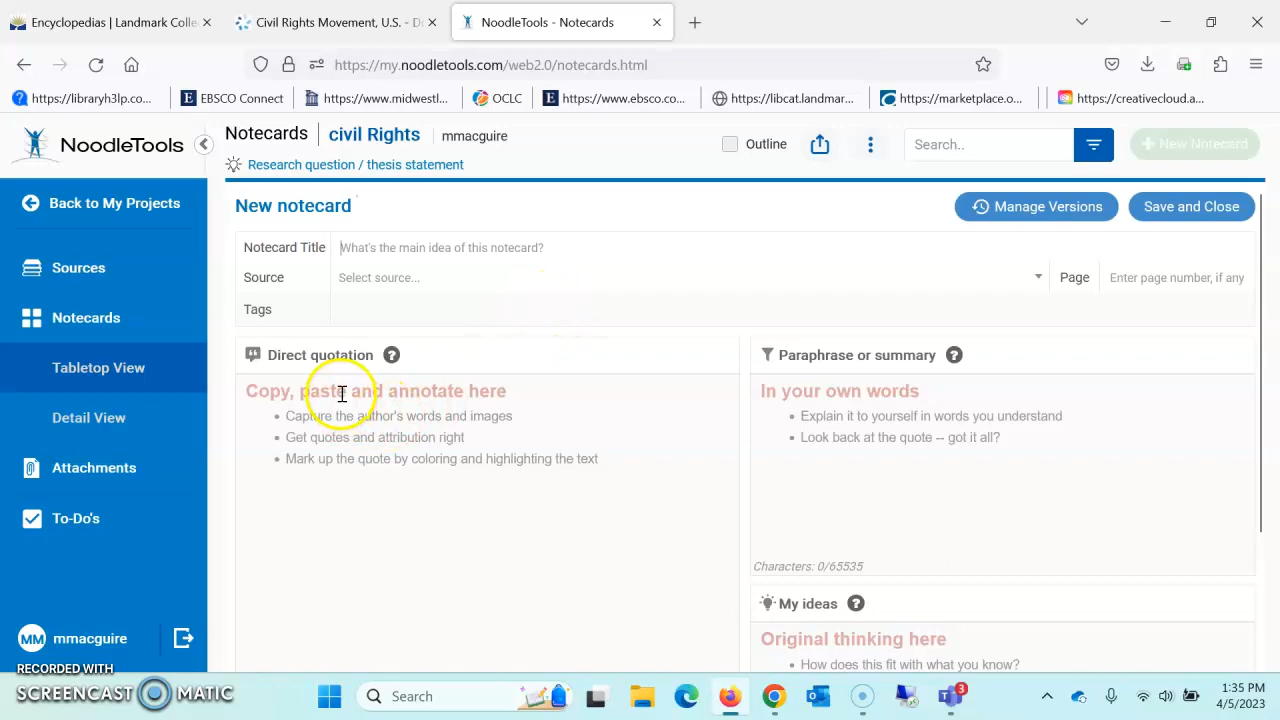 Encyclopedias | Landmark Colle
Civil Rights Movement, U.S. - D
NoodleTools - Notecards
https://my.noodletools.com/web2.0/notecards.html
https://libraryh3lp.co...
EBSCO Connect
https://www.midwestl...
OCLC
https://www.ebsco.co...
https://libcat.landmar...
https://marketplace.o...
https://creativecloud.a...
NoodleTools
Notecards
civil Rights
mmacguire
Outline
Search..
New Notecard
Research question / thesis statement
Back to My Projects
Sources
Notecards
Tabletop View
Detail View
Attachments
To-Do's
MM
mmacguire
New notecard
Manage Versions
Save and Close
Notecard Title
What's the main idea of this notecard?
Source
Select source...
Page
Enter page number, if any
Tags
Direct quotation
Copy, paste and annotate here
Capture the author's words and images
Get quotes and attribution right
Mark up the quote by coloring and highlighting the text
Paraphrase or summary
In your own words
Explain it to yourself in words you understand
Look back at the quote -- got it all?
Characters: 0/65535
My ideas
Original thinking here
How does this fit with what you know?
RECORDED WITH
SCREENCAST MATIC
Search
3
1:35 PM
4/5/2023